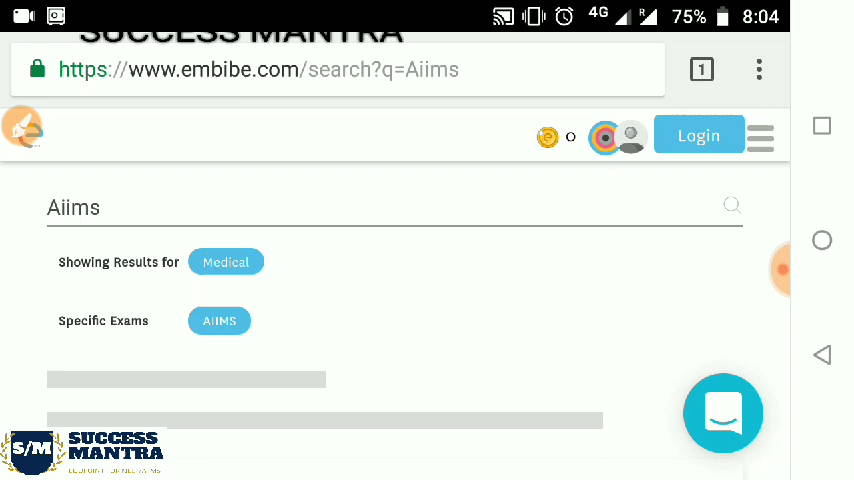 4G R 75% 8:04
SUCCESS MANTRA
https://www.embibe.com/search?q=Aiims
1
0
Login
Aiims
Showing Results for Medical
Specific Exams AIIMS
S/M SUCCESS
MANTRA